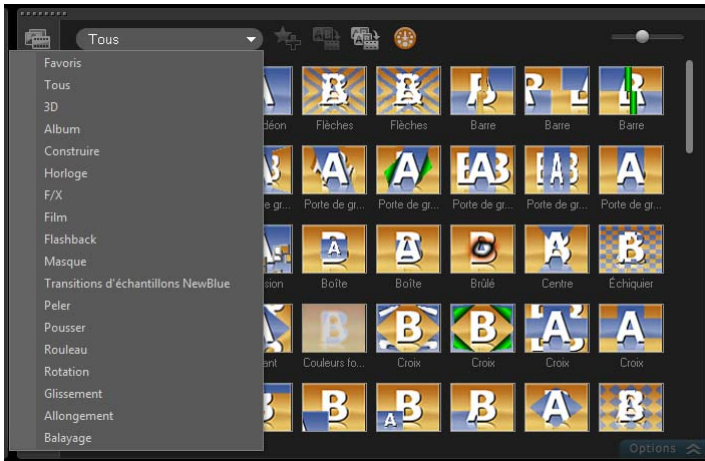 Tous
Favoris
Tous
3D
Album
Construire
Horloge
F/X
Film
Flashback
Masque
Transitions d'échantillons NewBlue
Peler
Pousser
Rouleau
Rotation
Glissement
Allongement
Balayage
déon Flèches Flèches Barre Barre Barre
e gr... Porte de gr... Porte de gr... Porte de gr... Porte de gr... Porte de gr...
sion Boîte Boîte Brûlé Centre Échiquier
ant Couleurs fo... Croix Croix Croix Croix
Options